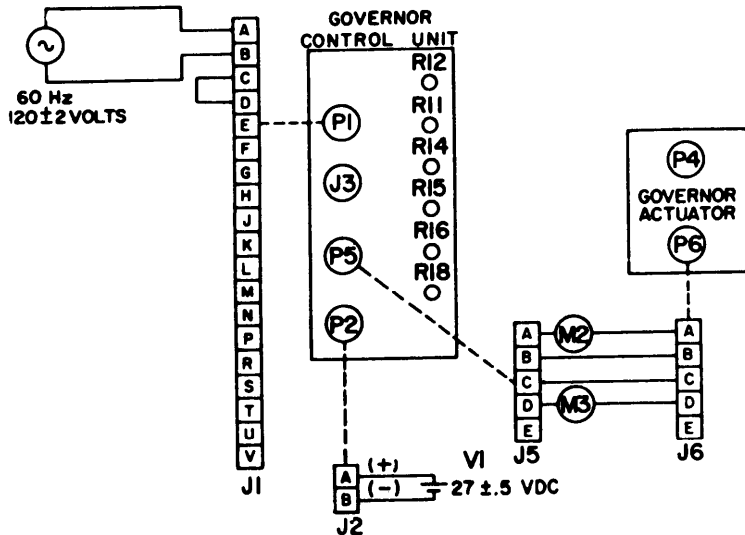 GOVERNOR
CONTROL UNIT
60 Hz
120±2 VOLTS
A
B
C
D
E
F
G
H
J
K
L
M
N
P
R
S
T
U
V
J1
P1
J3
P5
P2
R12
R11
R14
R15
R16
R18
P4
GOVERNOR
ACTUATOR
P6
A
B
C
D
E
J5
M2
M3
A
B
C
D
E
J6
A
B
J2
(+)
(-)
V1
27 ±.5 VDC